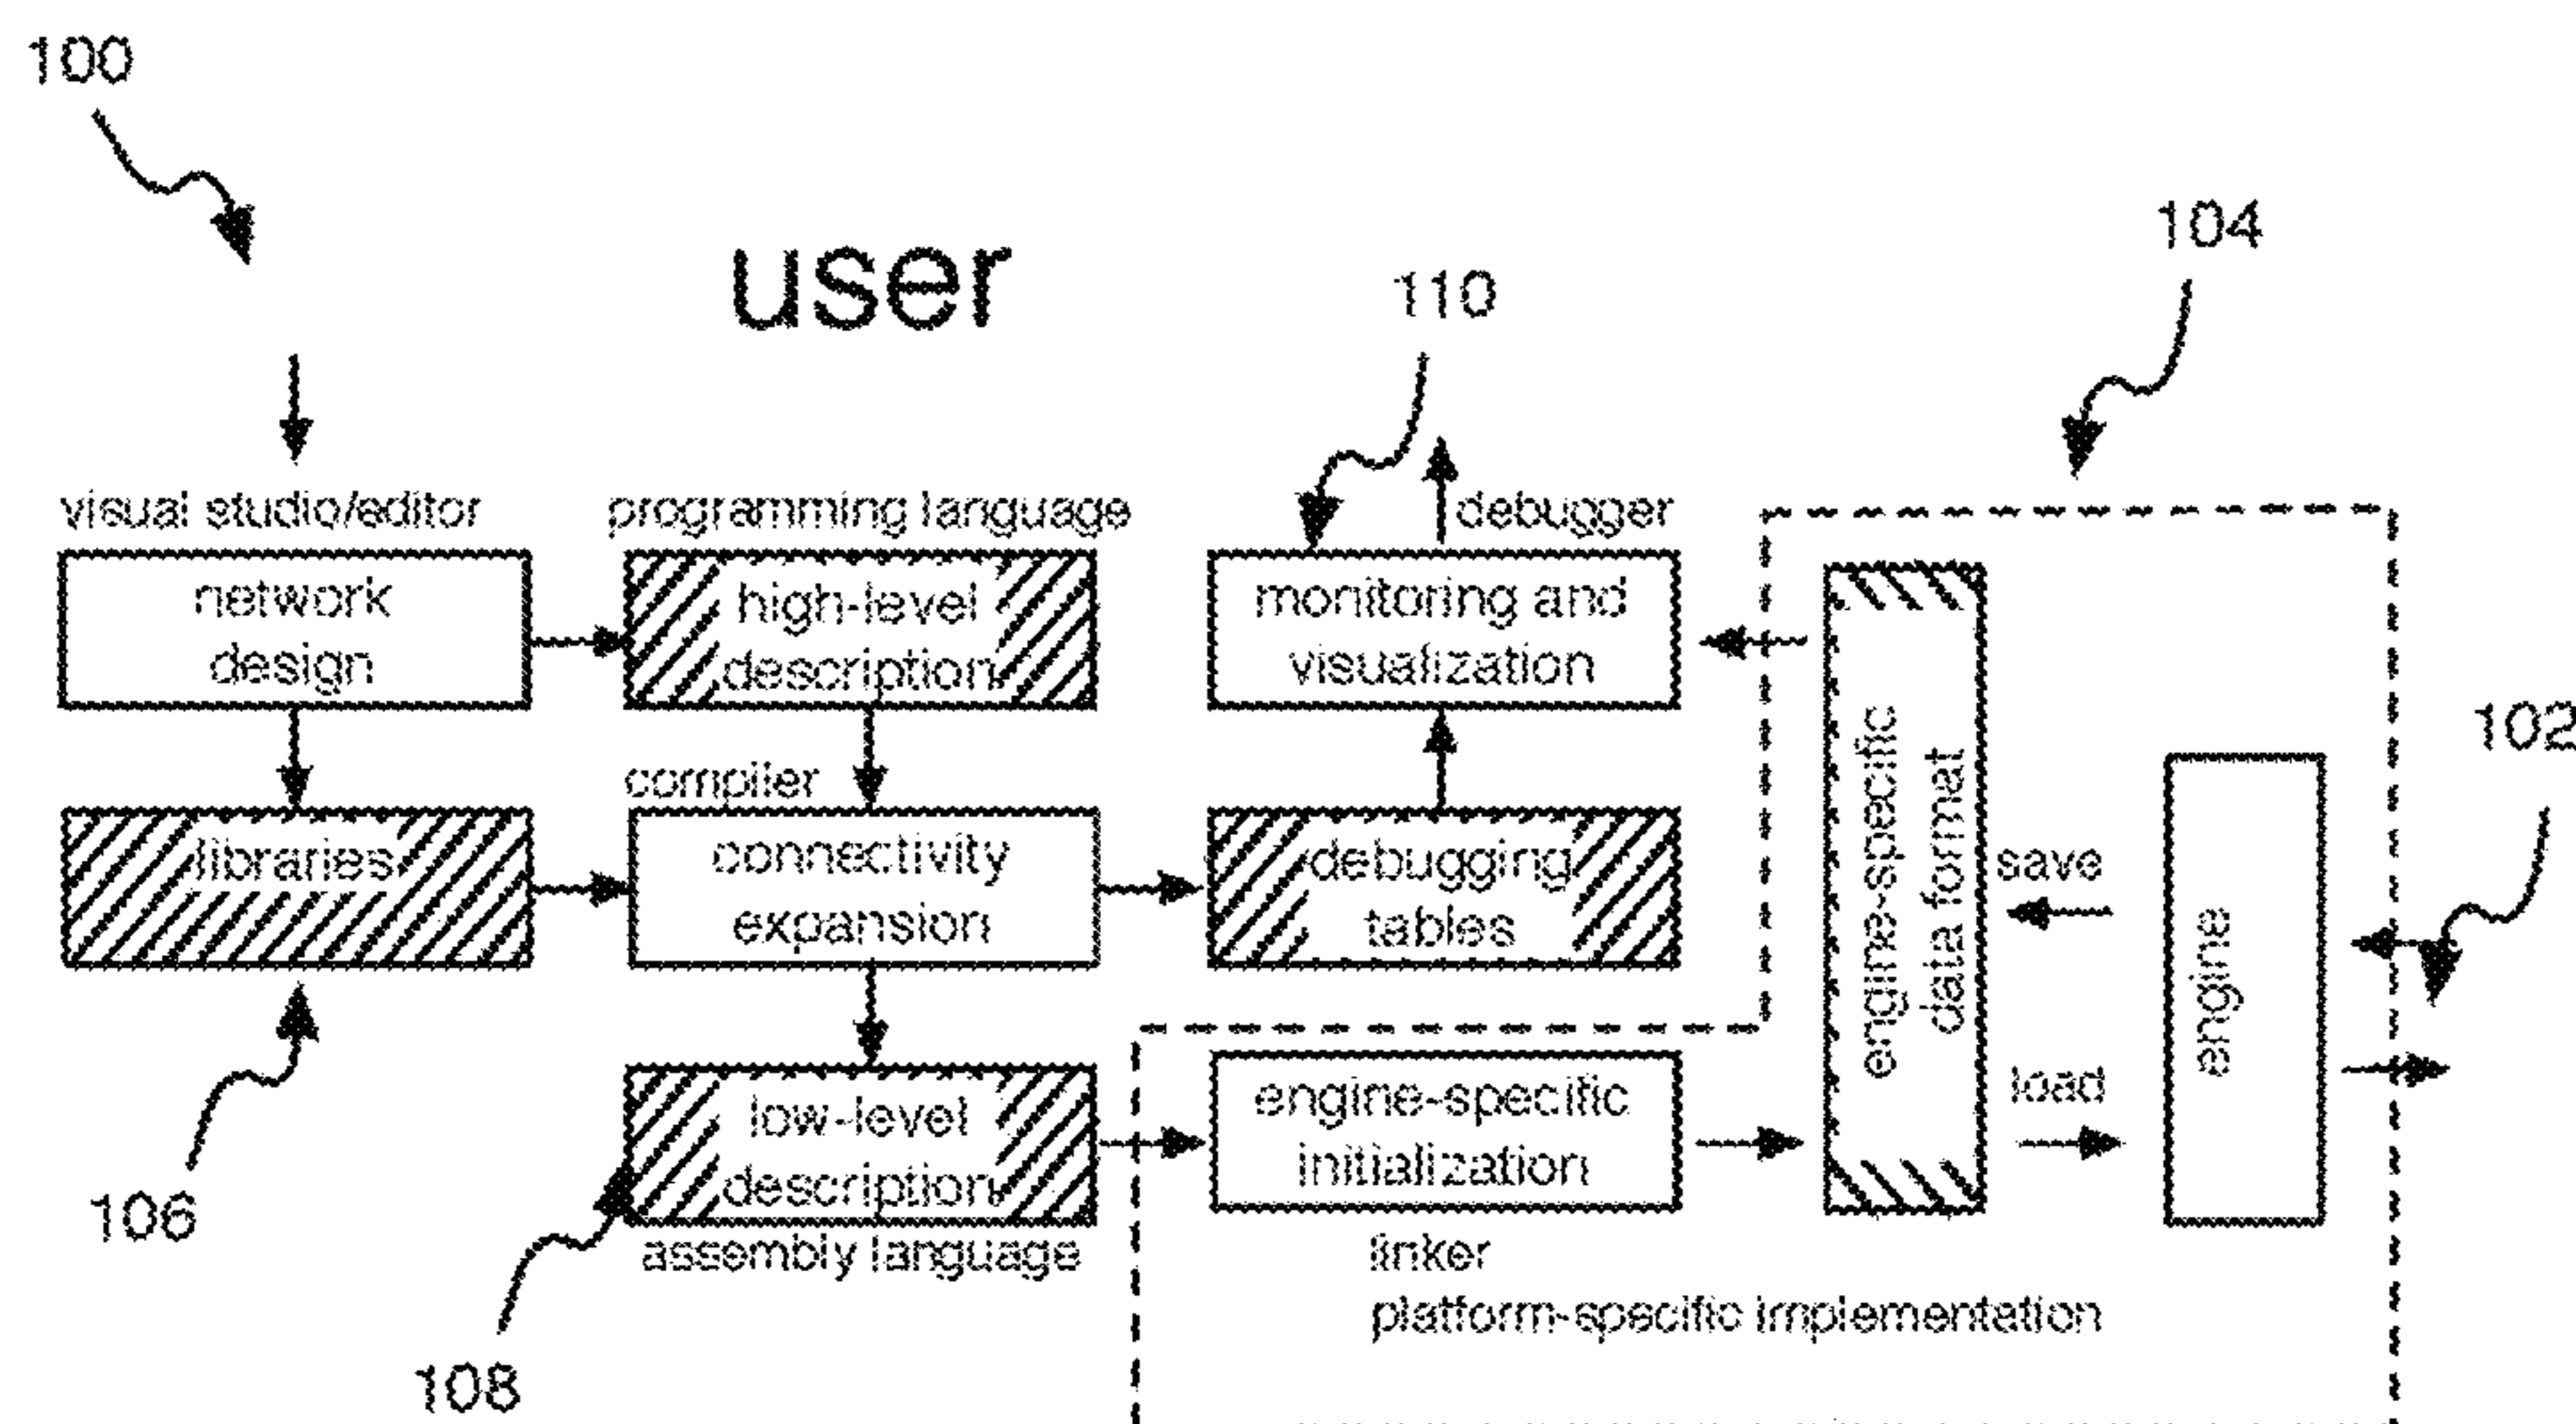 100
user
104
110
visual studio/editor
programming language
debugger
network
design
high-level
description
monitoring and
visualization
102
compiler
libraries
connectivity
expansion
debugging
tables
engine-specific
data format
save
load
engine
low-level
description
engine-specific
initialization
106
assembly language
linker
platform-specific implementation
108